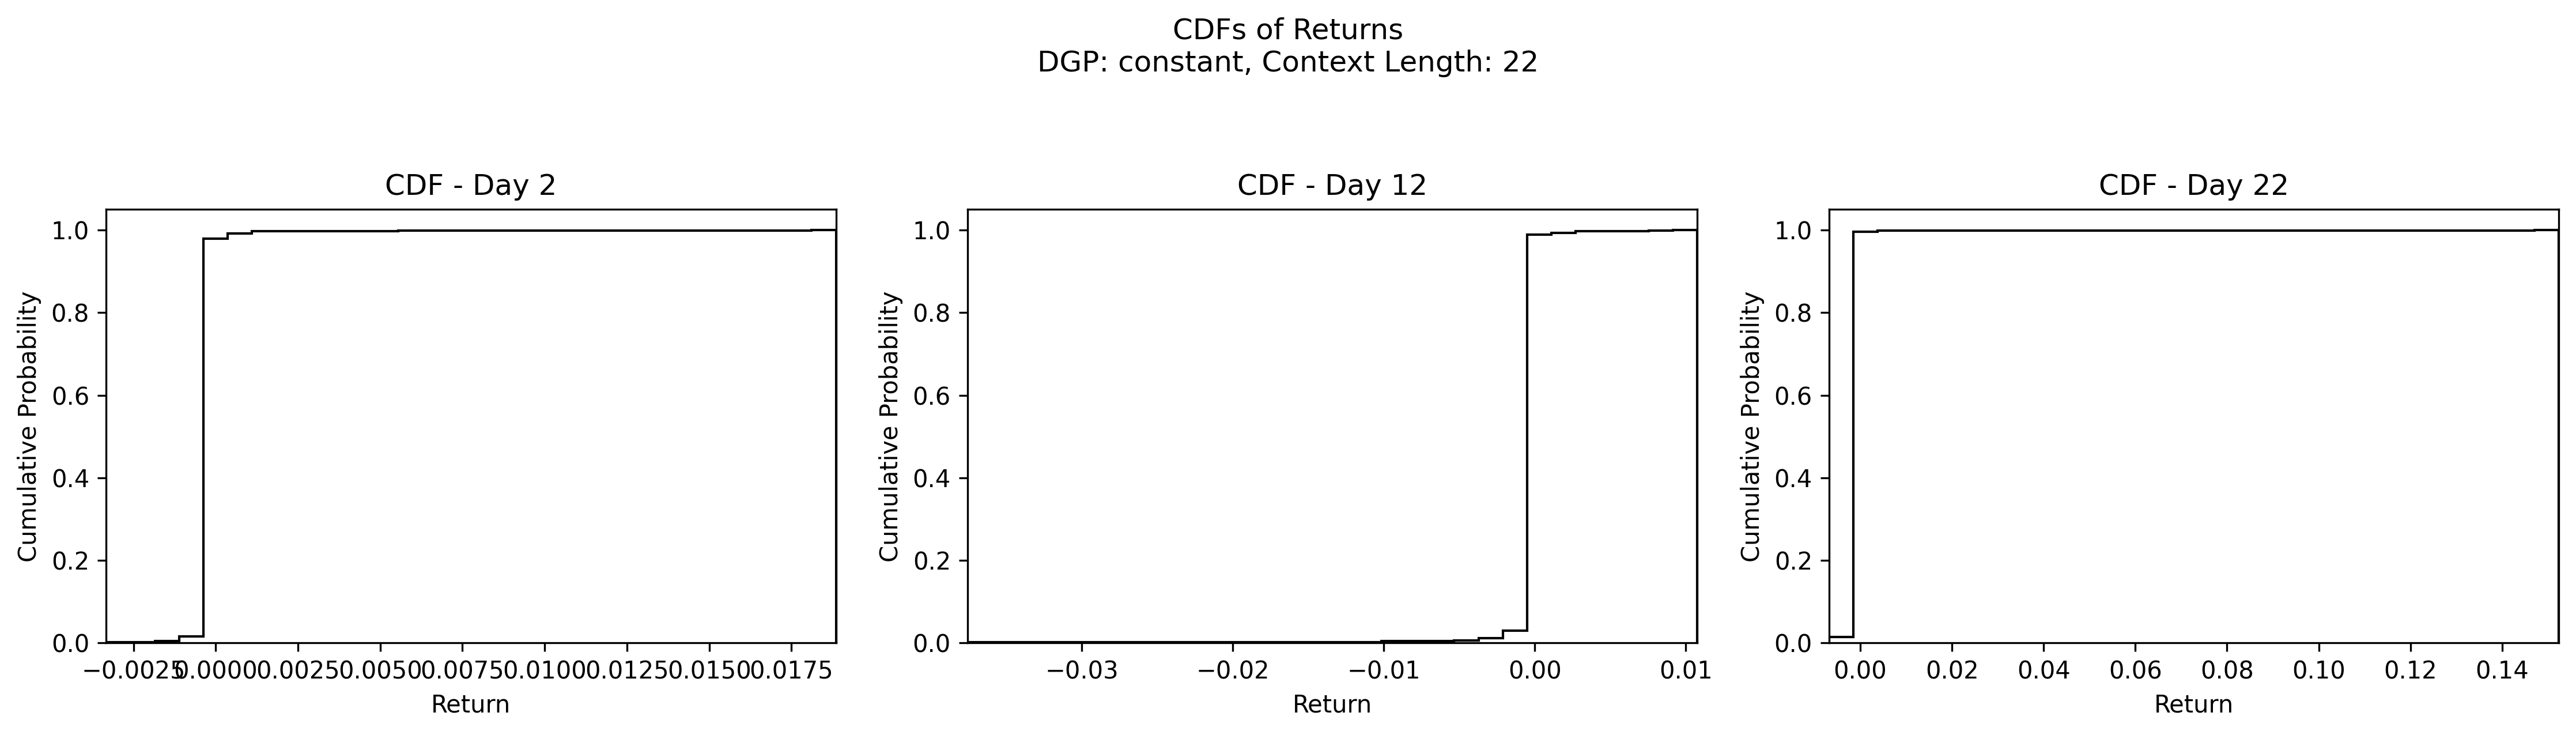 CDFs of Returns
DGP: constant, Context Length: 22
CDF - Day 2
Cumulative Probability
1.0
0.8
0.6
0.4
0.2
0.0
−0.0025 0.0000 0.0025 0.0050 0.0075 0.0100 0.0125 0.0150 0.0175
Return
CDF - Day 12
Cumulative Probability
1.0
0.8
0.6
0.4
0.2
0.0
−0.03 −0.02 −0.01 0.00 0.01
Return
CDF - Day 22
Cumulative Probability
1.0
0.8
0.6
0.4
0.2
0.0
0.00 0.02 0.04 0.06 0.08 0.10 0.12 0.14
Return